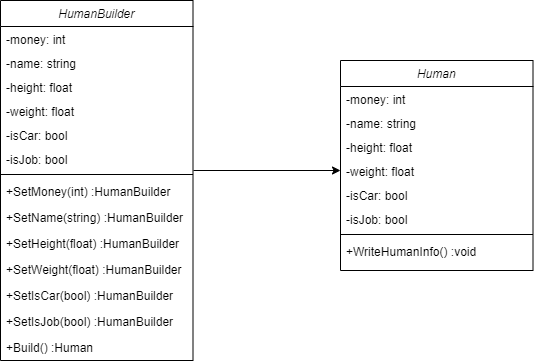 HumanBuilder
-money: int
-name: string
-height: float
-weight: float
-isCar: bool
-isJob: bool
+SetMoney(int) :HumanBuilder
+SetName(string) :HumanBuilder
+SetHeight(float) :HumanBuilder
+SetWeight(float) :HumanBuilder
+SetIsCar(bool) :HumanBuilder
+SetIsJob(bool) :HumanBuilder
+Build() :Human
Human
-money: int
-name: string
-height: float
-weight: float
-isCar: bool
-isJob: bool
+WriteHumanInfo() :void